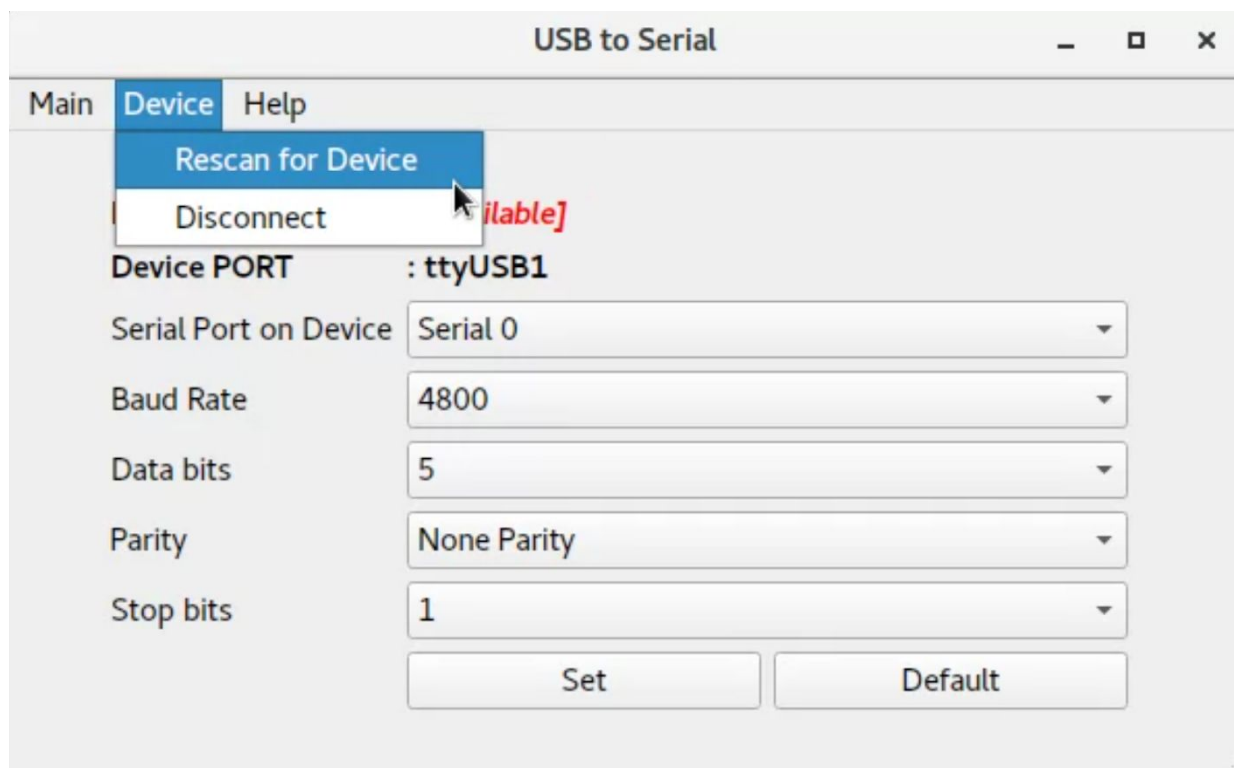 USB to Serial
Main Device Help
Rescan for Device
Disconnect
Device PORT : ttyUSB1
Serial Port on Device Serial 0
Baud Rate 4800
Data bits 5
Parity None Parity
Stop bits 1
Set Default